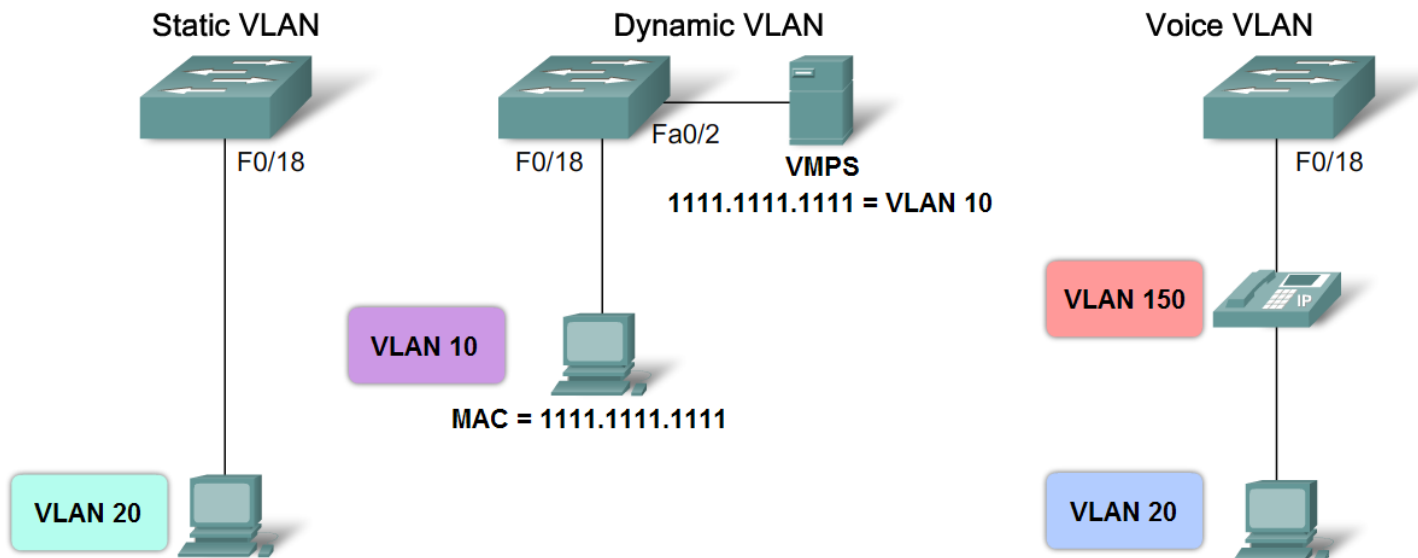 Static VLAN
F0/18
VLAN 20
Dynamic VLAN
Fa0/2
F0/18
VMPS
1111.1111.1111 = VLAN 10
VLAN 10
MAC = 1111.1111.1111
Voice VLAN
F0/18
VLAN 150
IP
VLAN 20